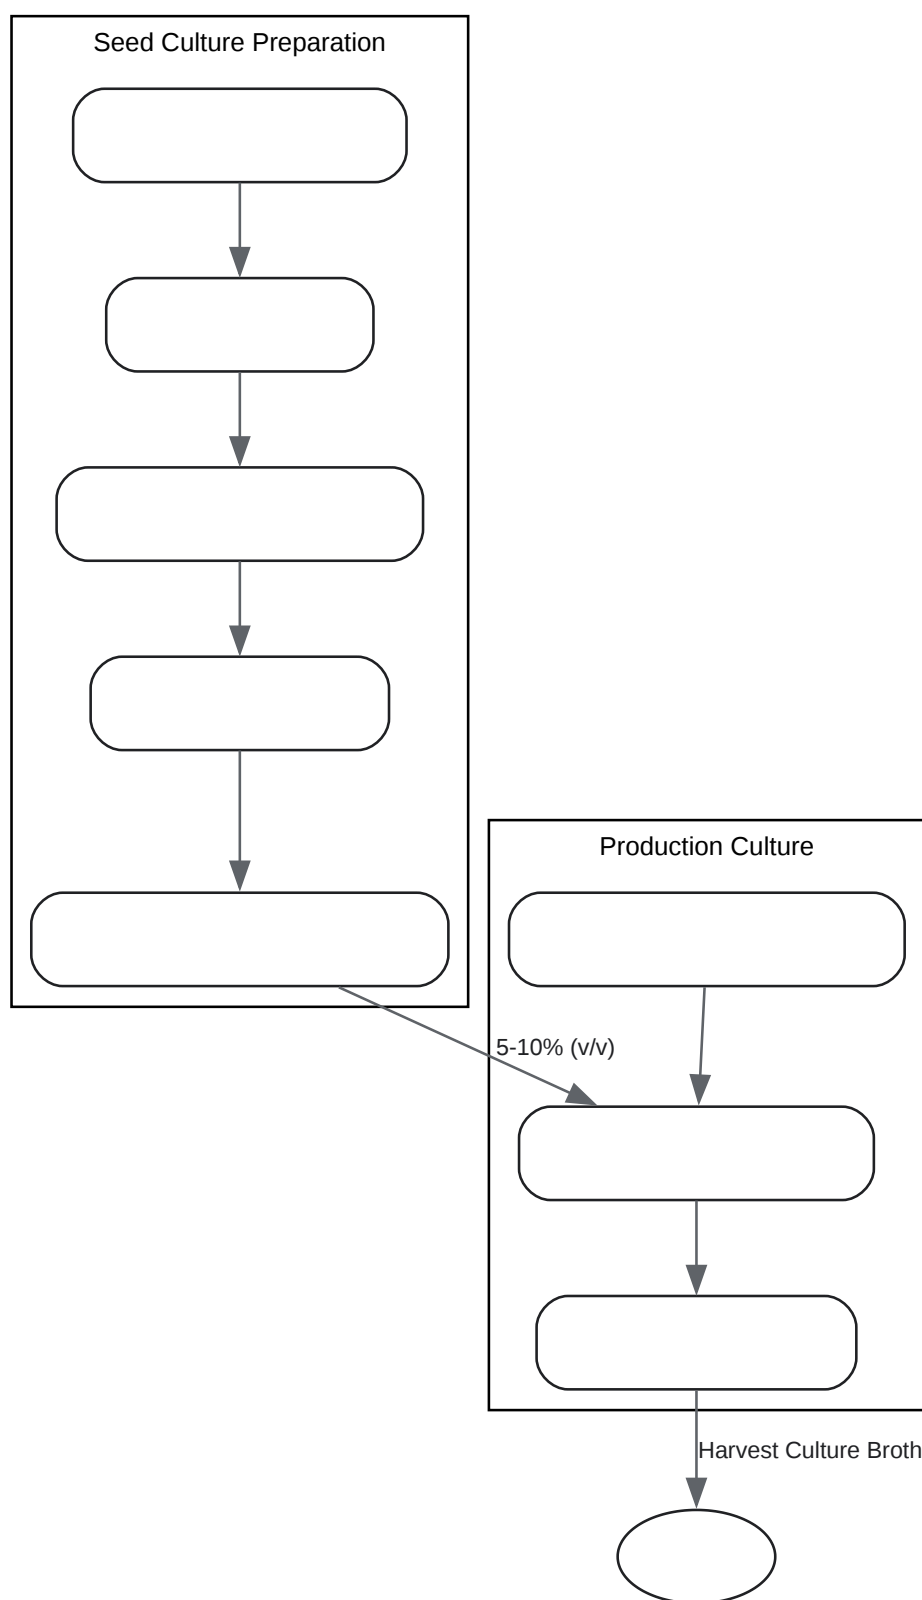 Seed Culture Preparation
Production Culture
5-10% (v/v)
Harvest Culture Broth